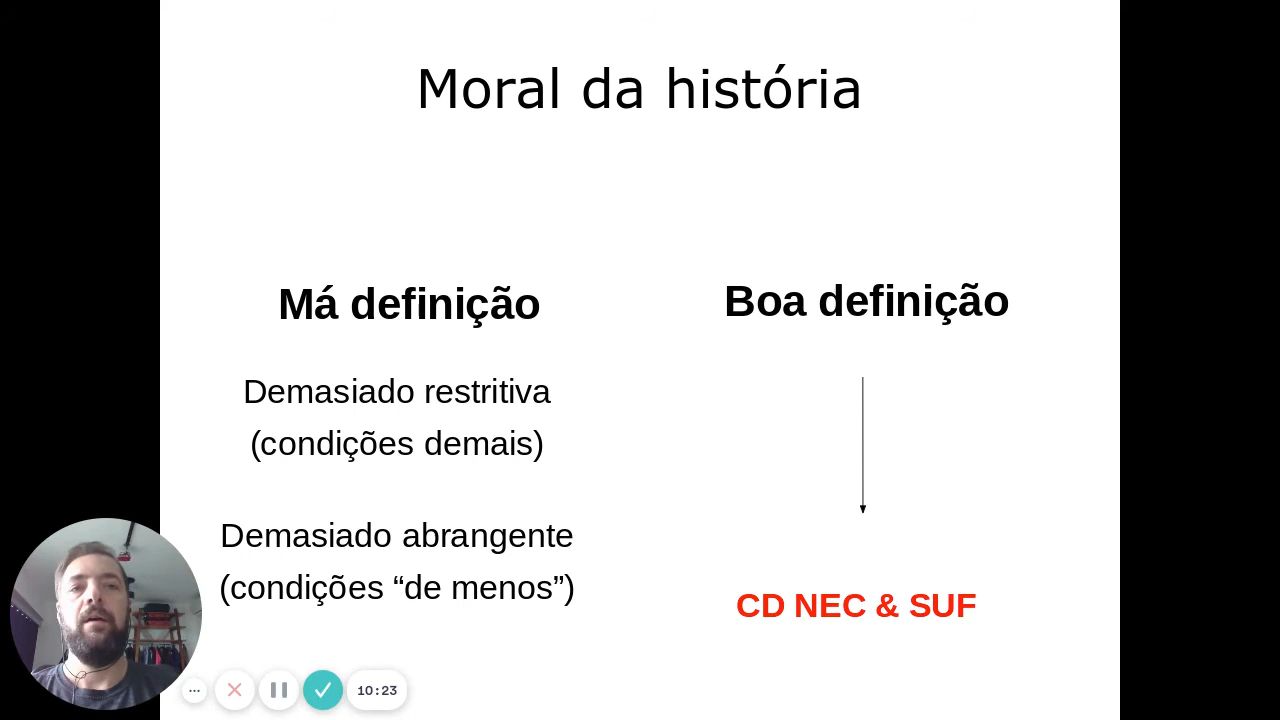 Moral da história
Má definição
Demasiado restritiva
(condições demais)
Demasiado abrangente
(condições “de menos”)
Boa definição
CD NEC & SUF
10:23